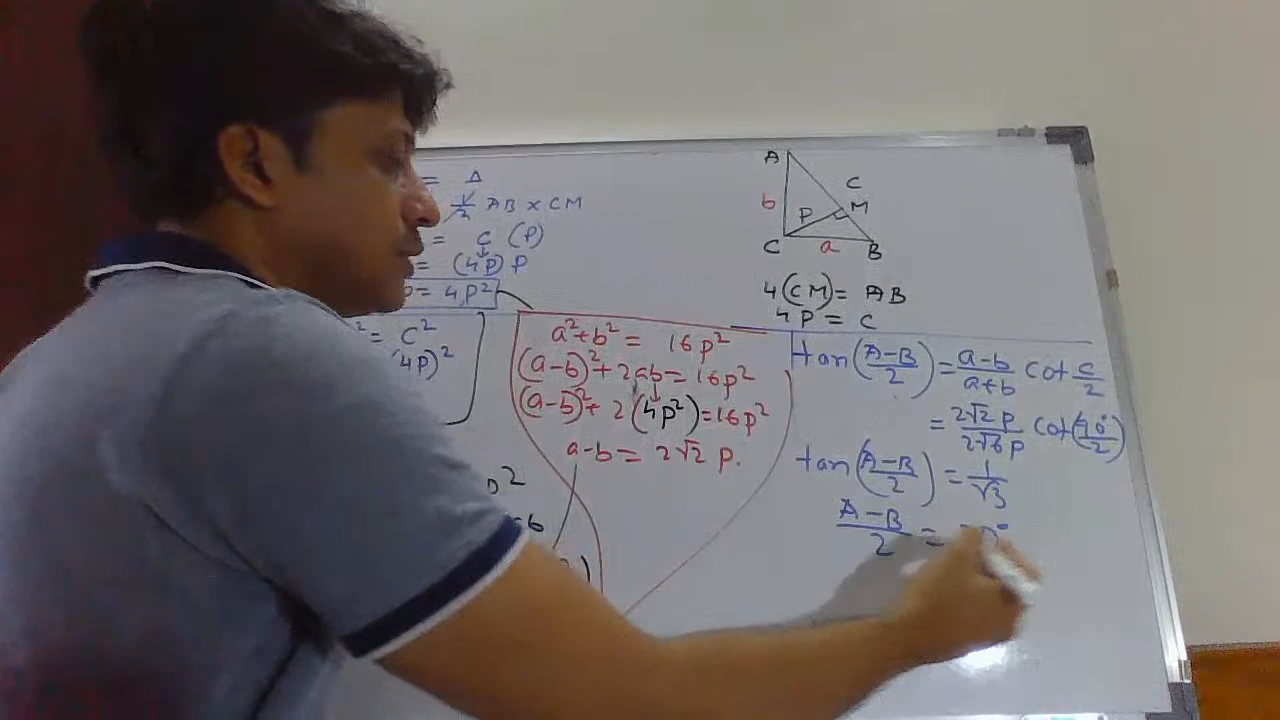 = Δ
1/2 AB × CM
= C (P)
= (4P) P
= 4P²
² = C²
(4P)²
A
b
C
P
M
C
a
B
4(CM) = AB
4P = C
a² + b² = 16p²
(a-b)² + 2ab = 16p²
(a-b)² + 2(4p²) = 16p²
a-b = 2√2 p.
tan((A-B)/2) = (a-b)/(a+b) cot C/2
= 2√2 p / 2√6 p cot(90°/2)
tan((A-B)/2) = 1/√3
(A-B)/2 =